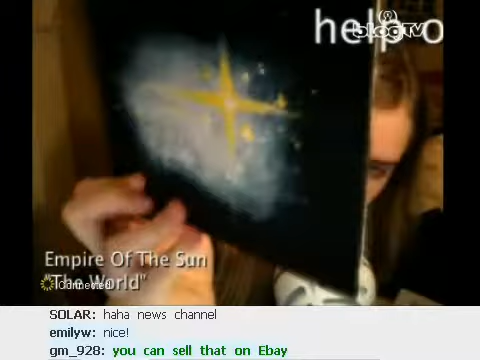 help o
blogTV
Empire Of The Sun
"The World"
Connected
SOLAR: haha news channel
emilyw: nice!
gm_928: you can sell that on Ebay